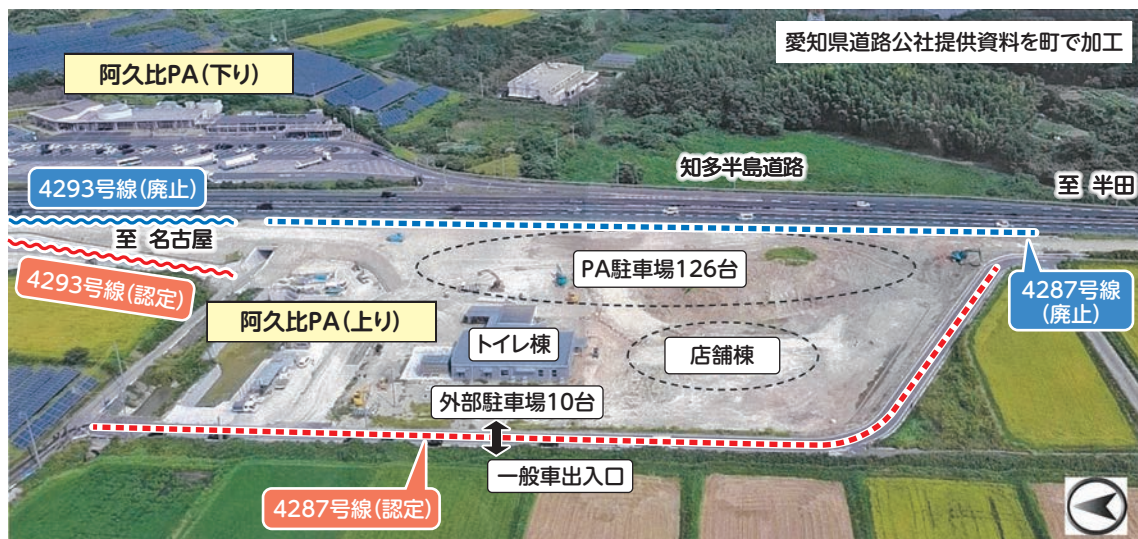 愛知県道路公社提供資料を町で加工
阿久比PA(下り)
知多半島道路
至 半田
4293号線(廃止)
至 名古屋
4293号線(認定)
PA駐車場126台
4287号線
(廃止)
阿久比PA(上り)
トイレ棟
店舗棟
外部駐車場10台
一般車出入口
4287号線(認定)